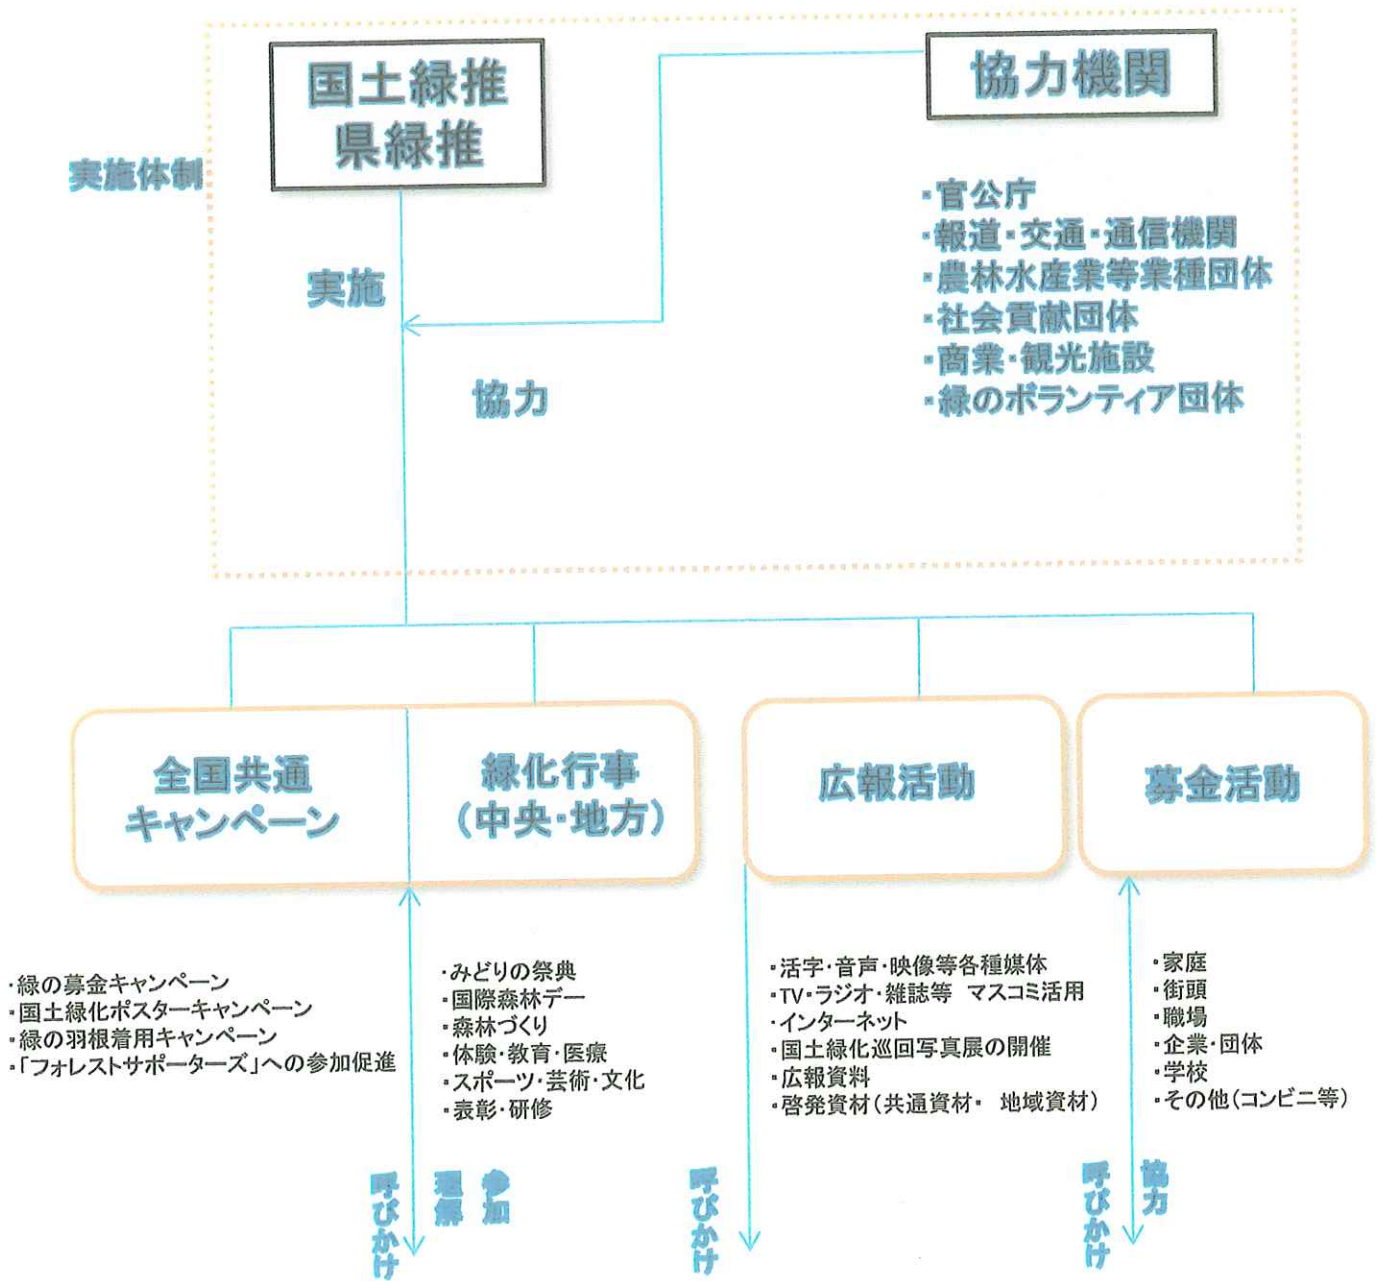 国土緑推
県緑推
協力機関
実施体制
・官公庁
・報道・交通・通信機関
・農林水産業等業種団体
・社会貢献団体
・商業・観光施設
・緑のボランティア団体
実施
協力
全国共通
キャンペーン
緑化行事
(中央・地方)
広報活動
募金活動
・緑の募金キャンペーン
・国土緑化ポスターキャンペーン
・緑の羽根着用キャンペーン
・「フォレストサポーターズ」への参加促進
・みどりの祭典
・国際森林デー
・森林づくり
・体験・教育・医療
・スポーツ・芸術・文化
・表彰・研修
・活字・音声・映像等各種媒体
・TV・ラジオ・雑誌等 マスコミ活用
・インターネット
・国土緑化巡回写真展の開催
・広報資料
・啓発資材(共通資材・ 地域資材)
・家庭
・街頭
・職場
・企業・団体
・学校
・その他(コンビニ等)
呼びかけ
理解
参加
呼びかけ
呼びかけ
協力